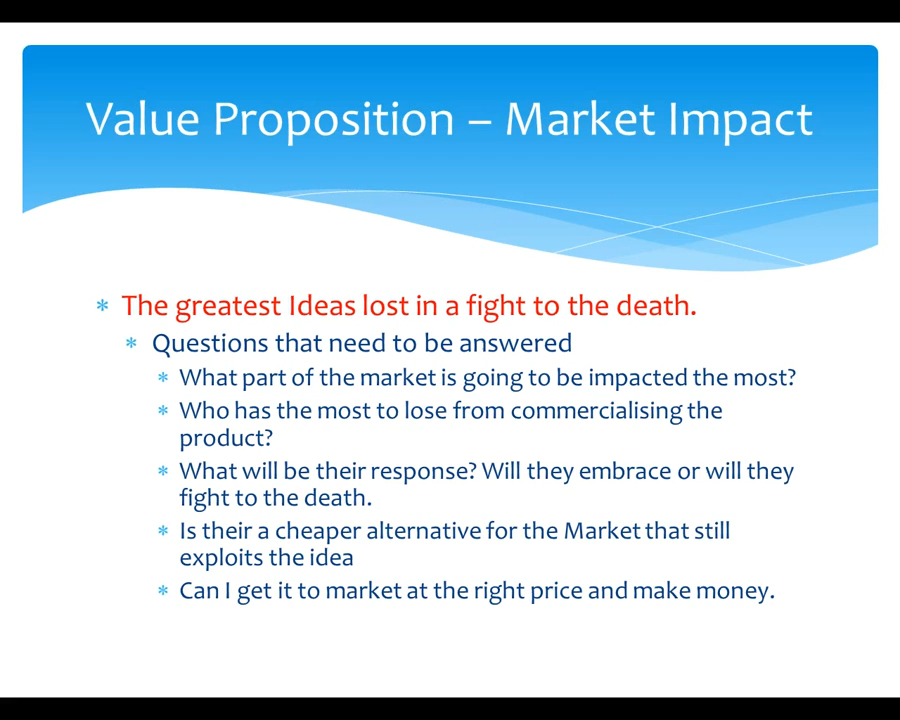 Value Proposition – Market Impact
* The greatest Ideas lost in a fight to the death.
* Questions that need to be answered
* What part of the market is going to be impacted the most?
* Who has the most to lose from commercialising the
product?
* What will be their response? Will they embrace or will they
fight to the death.
* Is their a cheaper alternative for the Market that still
exploits the idea
* Can I get it to market at the right price and make money.